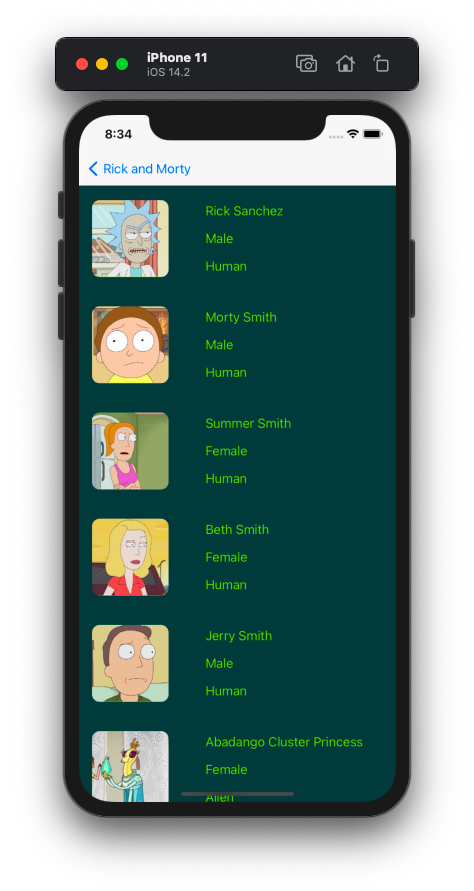 iPhone 11
iOS 14.2
8:34
Rick and Morty
Rick Sanchez
Male
Human
Morty Smith
Male
Human
Summer Smith
Female
Human
Beth Smith
Female
Human
Jerry Smith
Male
Human
Abadango Cluster Princess
Female
Alien